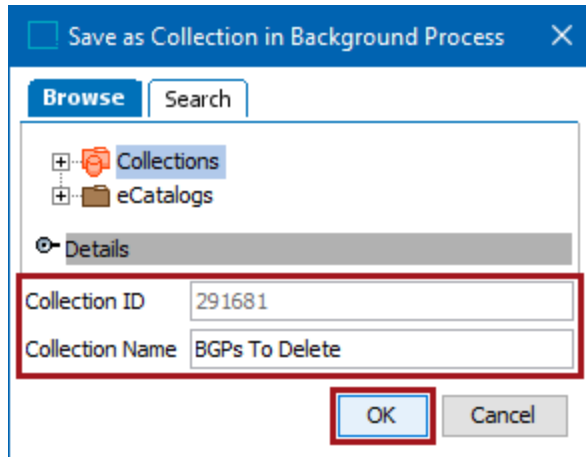 Save as Collection in Background Process
Browse Search
Collections
eCatalogs
Details
Collection ID 291681
Collection Name BGPs To Delete
OK Cancel